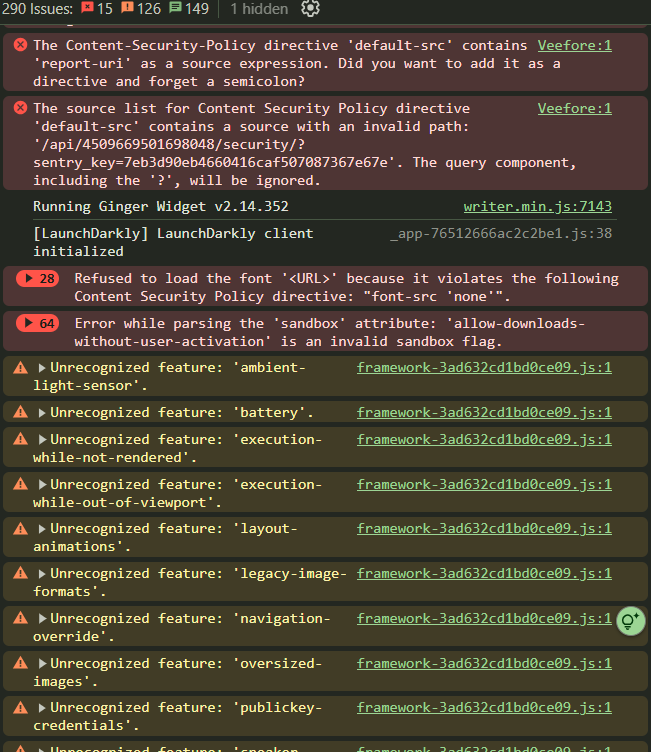 290 Issues: 15 126 149 1 hidden
The Content-Security-Policy directive 'default-src' contains Veefore:1
'report-uri' as a source expression. Did you want to add it as a
directive and forget a semicolon?
The source list for Content Security Policy directive Veefore:1
'default-src' contains a source with an invalid path:
'/api/4509669501698048/security/?
sentry_key=7eb3d90eb4660416caf507087367e67e'. The query component,
including the '?', will be ignored.
Running Ginger Widget v2.14.352 writer.min.js:7143
[LaunchDarkly] LaunchDarkly client _app-76512666ac2c2be1.js:38
initialized
28 Refused to load the font '<URL>' because it violates the following
Content Security Policy directive: "font-src 'none'".
64 Error while parsing the 'sandbox' attribute: 'allow-downloads-
without-user-activation' is an invalid sandbox flag.
Unrecognized feature: 'ambient- framework-3ad632cd1bd0ce09.js:1
light-sensor'.
Unrecognized feature: 'battery'. framework-3ad632cd1bd0ce09.js:1
Unrecognized feature: 'execution- framework-3ad632cd1bd0ce09.js:1
while-not-rendered'.
Unrecognized feature: 'execution- framework-3ad632cd1bd0ce09.js:1
while-out-of-viewport'.
Unrecognized feature: 'layout- framework-3ad632cd1bd0ce09.js:1
animations'.
Unrecognized feature: 'legacy-image- framework-3ad632cd1bd0ce09.js:1
formats'.
Unrecognized feature: 'navigation- framework-3ad632cd1bd0ce09.js:1
override'.
Unrecognized feature: 'oversized- framework-3ad632cd1bd0ce09.js:1
images'.
Unrecognized feature: 'publickey- framework-3ad632cd1bd0ce09.js:1
credentials'.
Unrecognized feature: 'speaker- framework-3ad632cd1bd0ce09.js:1